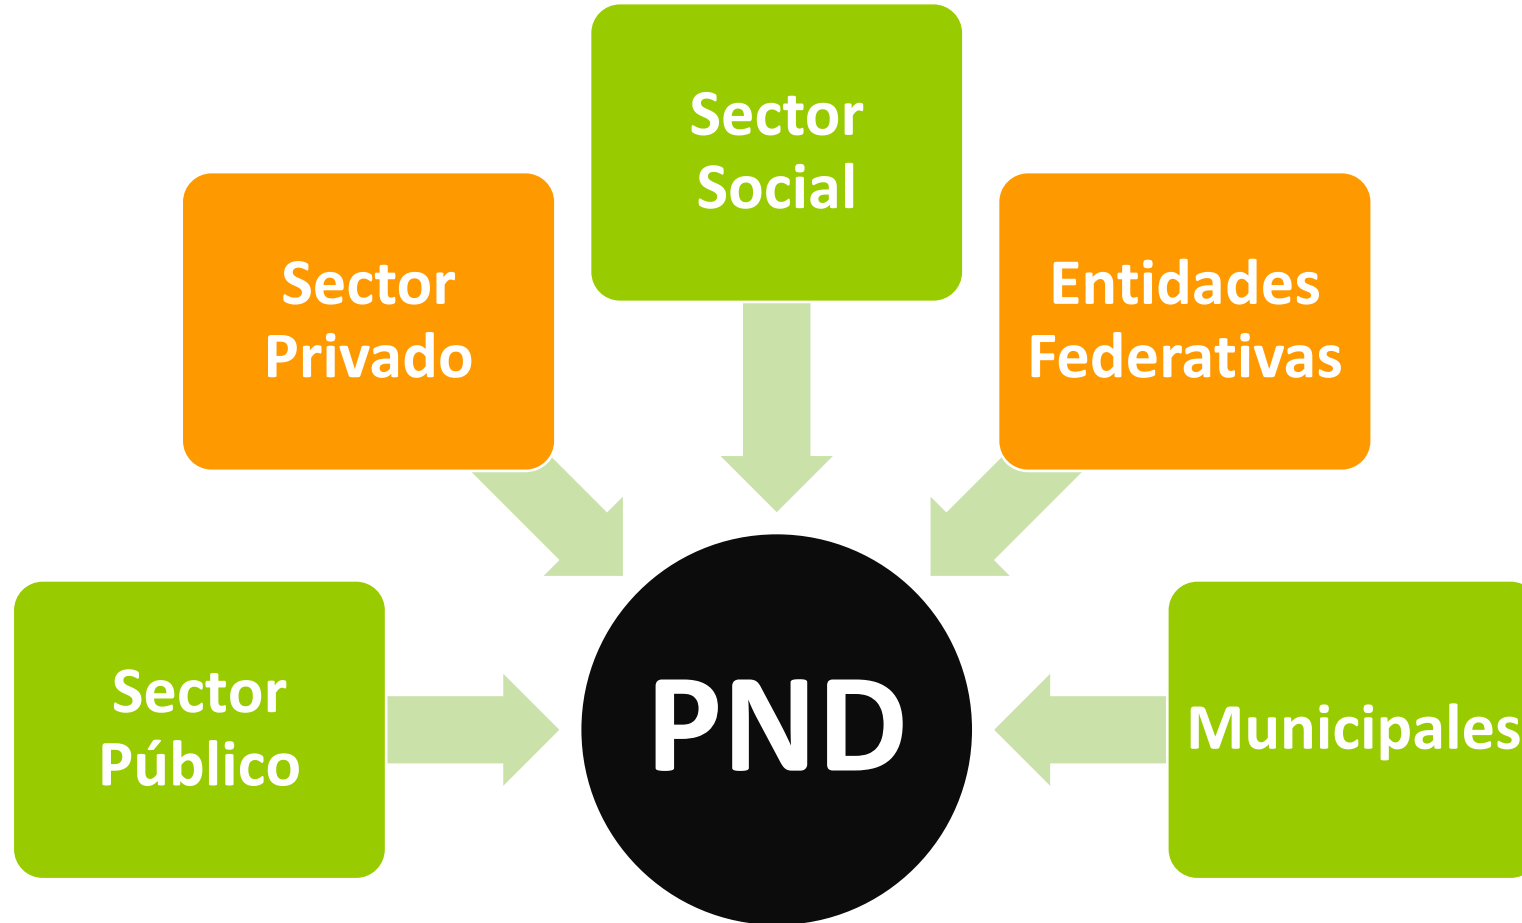 Sector
Social
Sector
Privado
Entidades
Federativas
Sector
Público
PND
Municipales